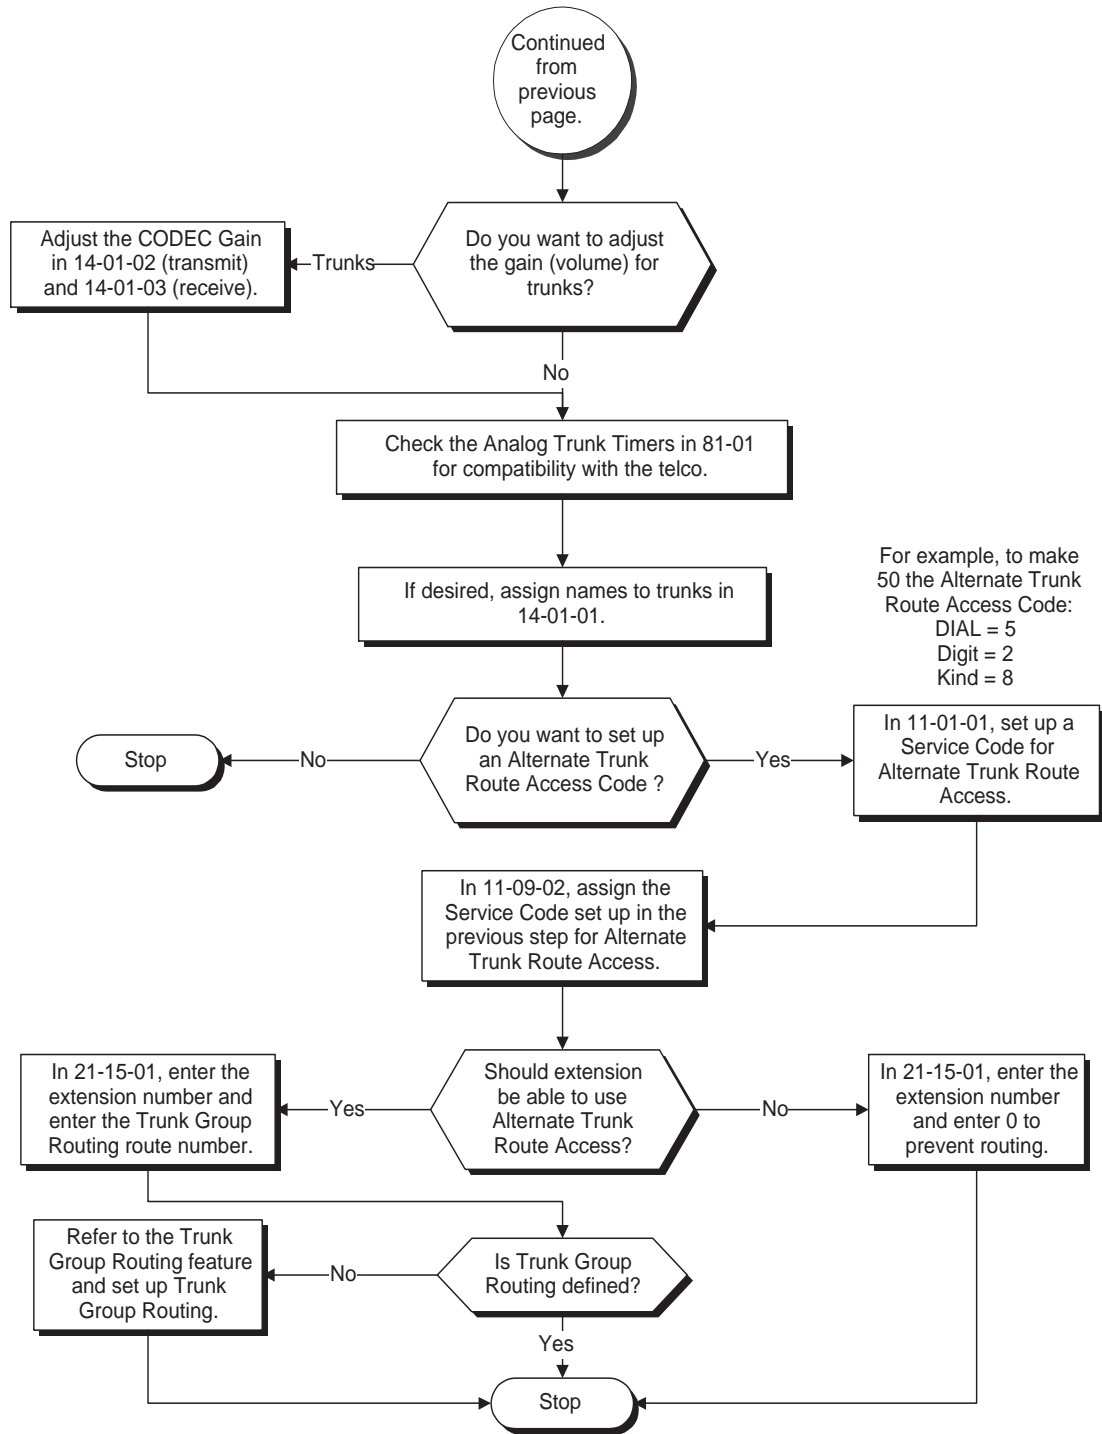 Continued
from
previous
page.
Do you want to adjust
the gain (volume) for
trunks?
Trunks
Adjust the CODEC Gain
in 14-01-02 (transmit)
and 14-01-03 (receive).
No
Check the Analog Trunk Timers in 81-01
for compatibility with the telco.
If desired, assign names to trunks in
14-01-01.
For example, to make
50 the Alternate Trunk
Route Access Code:
DIAL = 5
Digit = 2
Kind = 8
Do you want to set up
an Alternate Trunk
Route Access Code ?
No
Stop
Yes
In 11-01-01, set up a
Service Code for
Alternate Trunk Route
Access.
In 11-09-02, assign the
Service Code set up in the
previous step for Alternate
Trunk Route Access.
Should extension
be able to use
Alternate Trunk
Route Access?
Yes
In 21-15-01, enter the
extension number and
enter the Trunk Group
Routing route number.
No
In 21-15-01, enter the
extension number
and enter 0 to
prevent routing.
Is Trunk Group
Routing defined?
No
Refer to the Trunk
Group Routing feature
and set up Trunk
Group Routing.
Yes
Stop